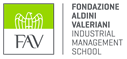 FAV
FONDAZIONE
ALDINI
VALERIANI
INDUSTRIAL
MANAGEMENT
SCHOOL